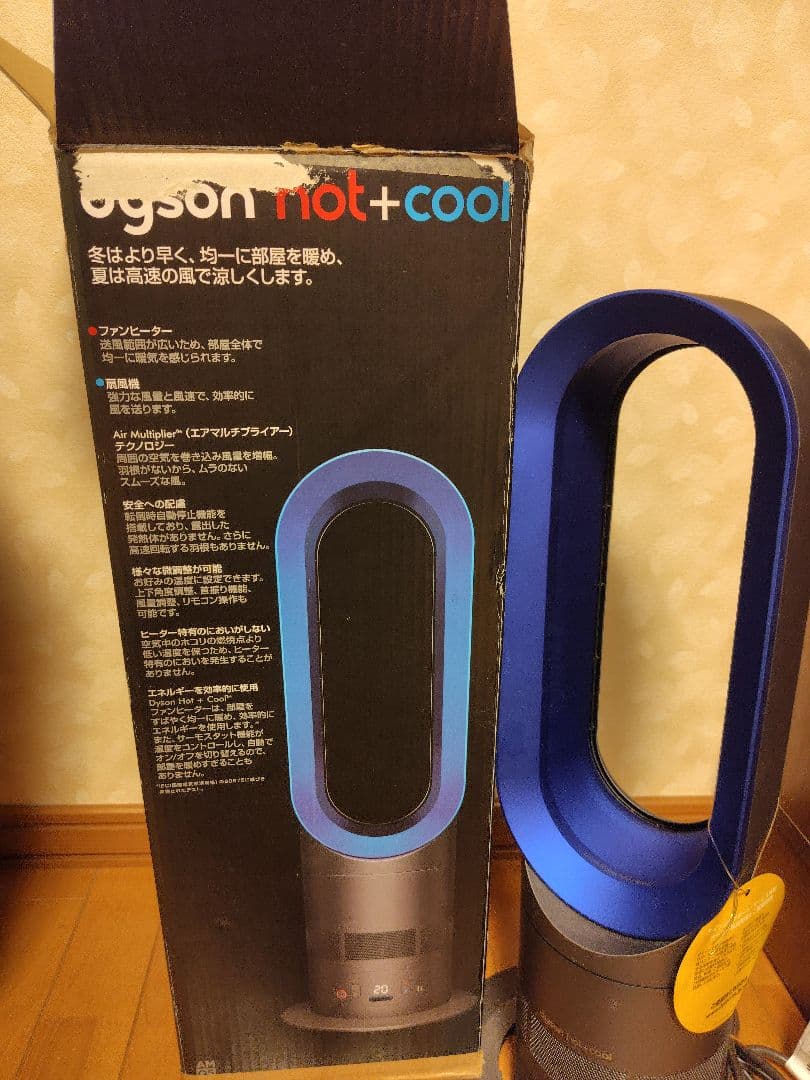 dyson hot+cool
冬はより早く、均一に部屋を暖め、
夏は高速の風で涼しくします。
ファンヒーター
送風範囲が広いため、部屋全体で
均一に暖気を感じられます。
扇風機
強力な風量と風速で、効率的に
風を送ります。
Air Multiplier™(エアマルチプライアー)
テクノロジー
周囲の空気を巻き込み風量を増幅。
羽根がないから、ムラのない
スムーズな風。
安全への配慮
転倒時自動停止機能を
搭載しており、露出した
発熱体がありません。さらに
高速回転する羽根もありません。
様々な微調整が可能
お好みの温度に設定できます。
上下角度調整、首振り機能、
風量調整、リモコン操作も
可能です。
ヒーター特有のにおいがしない
空気中のホコリの燃焼点より
低い温度を保つため、ヒーター
特有のにおいを発生することが
ありません。
エネルギーを効率的に使用
Dyson Hot + Cool™
ファンヒーターは、部屋を
すばやく均一に暖め、効率的に
エネルギーを使用します。*
また、サーモスタット機能が
温度をコントロールし、自動で
オン/オフを切り替えるので、
部屋を暖めすぎることも
ありません。
20
AM
cool